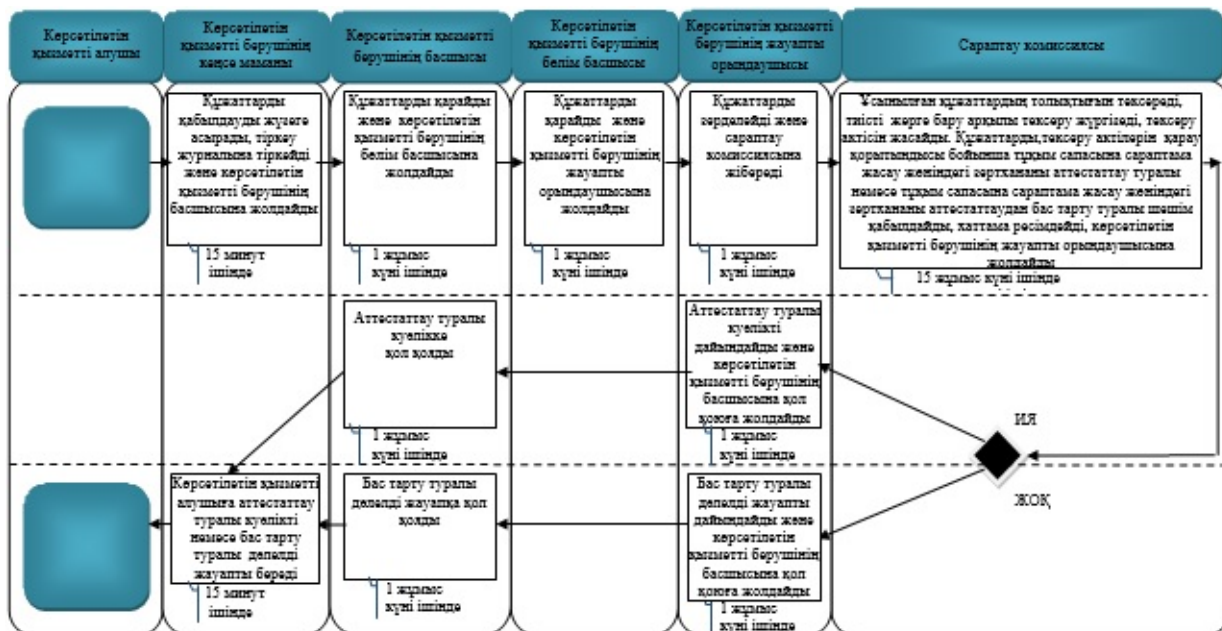 Көрсетілетін
қызметті алушы
Көрсетілетін
қызметті берушінің
кеңсе маманы
Көрсетілетін қызметті
берушінің басшысы
Көрсетілетін
қызметті берушінің
бөлім басшысы
Көрсетілетін қызметті
берушінің жауапты
орындаушысы
Сараптау комиссиясы
Құжаттарды
қабылдауды жүзеге
асырады, тіркеу
журналына тіркейді
және көрсетілетін
қызметті берушінің
басшысына жолдайды
15 минут
ішінде
Құжаттарды қарайды
және көрсетілетін
қызметті берушінің
бөлім басшысына
жолдайды
1 жұмыс
күні ішінде
Құжаттарды
қарайды және
көрсетілетін
қызметті берушінің
жауапты
орындаушысына
жолдайды
1 жұмыс
күні ішінде
Құжаттарды
зерделейді және
сараптау
комиссиясына
жібереді
1 жұмыс
күні ішінде
Ұсынылған құжаттардың толықтығын тексереді,
тиісті жерге бару арқылы тексеру жүргізеді, тексеру
актісін жасайды. Құжаттарды,тексеру актілерін қарау
қорытындысы бойынша тұқым сапасына сараптама
жасау жөніндегі зертхананы аттестаттау туралы
немесе тұқым сапасына сараптама жасау жөніндегі
зертхананы аттестаттаудан бас тарту туралы шешім
қабылдайды, хаттама ресімдейді, көрсетілетін
қызметті берушінің жауапты орындаушысына
жолдайды
15 жұмыс күні ішінде
Аттестаттау туралы
куәлікке
қол қояды
1 жұмыс
күні ішінде
Аттестаттау туралы
куәлікті
дайындайды және
көрсетілетін
қызметті берушінің
басшысына қол
қоюға жолдайды
1 жұмыс
күні ішінде
ИЯ
ЖОҚ
Көрсетілетін қызметті
алушыға аттестаттау
туралы куәлікті
немесе бас тарту
туралы дәлелді
жауапты береді
15 минут
ішінде
Бас тарту туралы
дәлелді жауапқа қол
қояды
1 жұмыс
күні ішінде
Бас тарту туралы
дәлелді жауапты
дайындайды және
көрсетілетін
қызметті берушінің
басшысына қол
қоюға жолдайды
1 жұмыс
күні ішінде